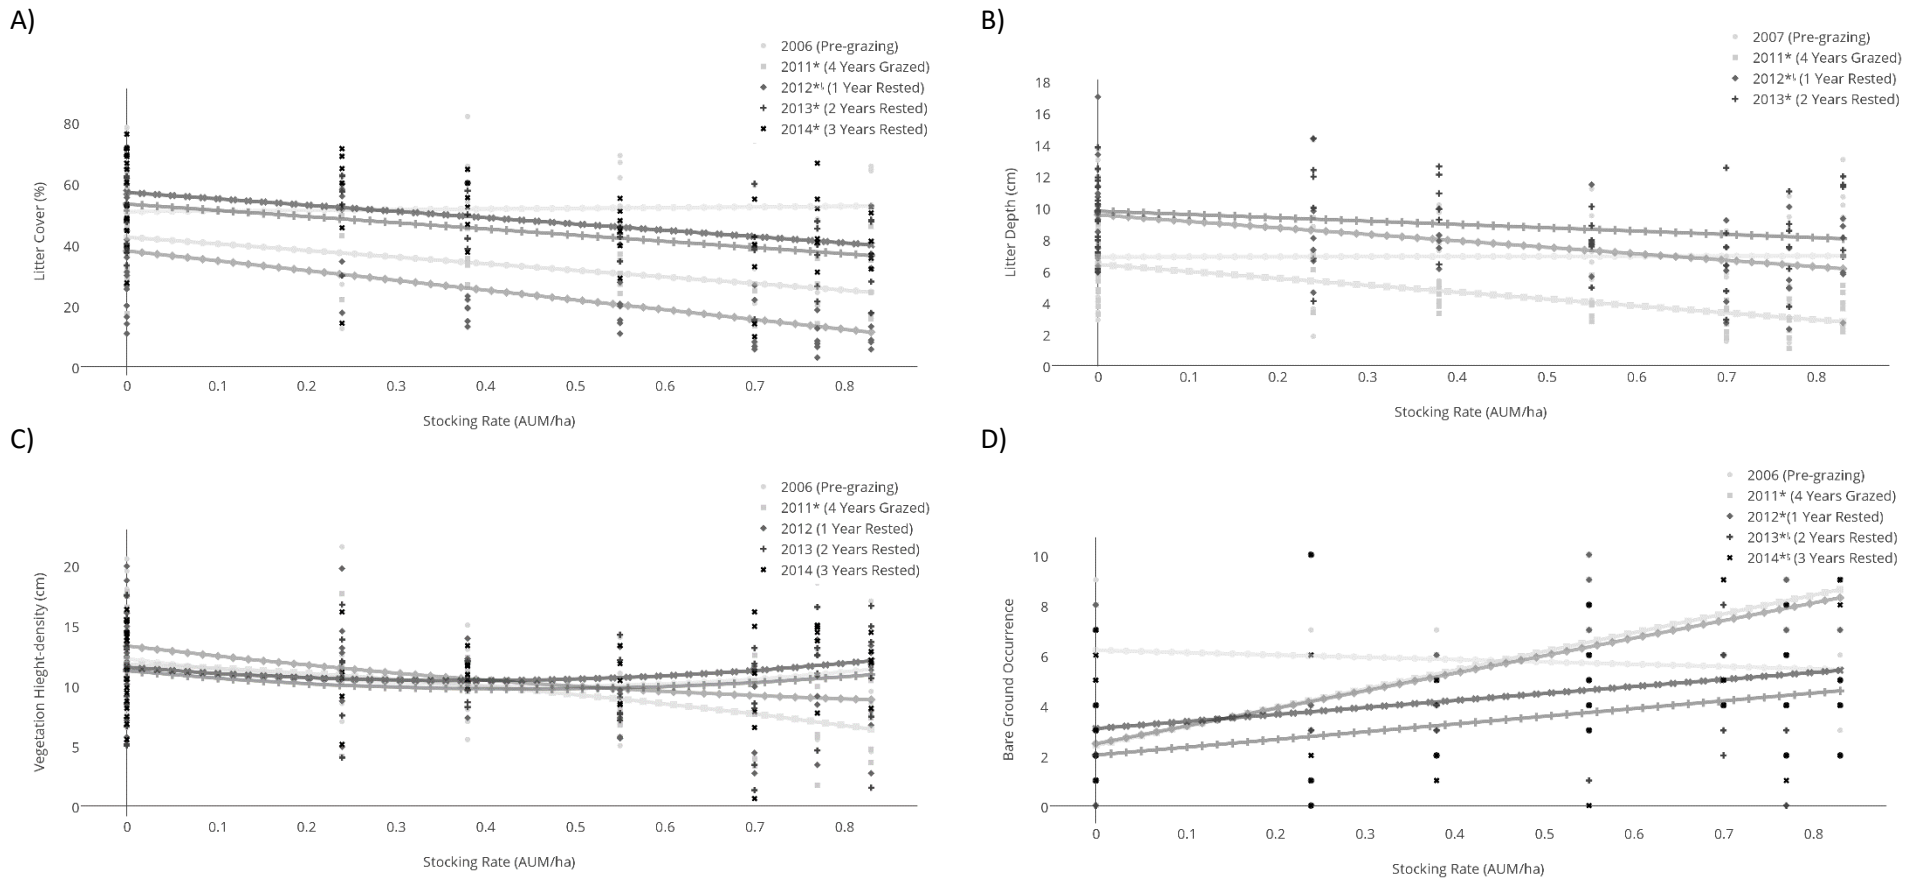 A)
2006 (Pre-grazing)
2011* (4 Years Grazed)
2012*ᶫ (1 Year Rested)
2013* (2 Years Rested)
2014* (3 Years Rested)
Litter Cover (%)
80
60
40
20
0
0 0.1 0.2 0.3 0.4 0.5 0.6 0.7 0.8
Stocking Rate (AUM/ha)
B)
2007 (Pre-grazing)
2011* (4 Years Grazed)
2012*ᶫ (1 Year Rested)
2013* (2 Years Rested)
Litter Depth (cm)
18
16
14
12
10
8
6
4
2
0
0 0.1 0.2 0.3 0.4 0.5 0.6 0.7 0.8
Stocking Rate (AUM/ha)
C)
2006 (Pre-grazing)
2011* (4 Years Grazed)
2012 (1 Year Rested)
2013 (2 Years Rested)
2014 (3 Years Rested)
Vegetation Hieght-density (cm)
20
15
10
5
0
0 0.1 0.2 0.3 0.4 0.5 0.6 0.7 0.8
Stocking Rate (AUM/ha)
D)
2006 (Pre-grazing)
2011* (4 Years Grazed)
2012*(1 Year Rested)
2013*ᶫ (2 Years Rested)
2014*ᶫ (3 Years Rested)
Bare Ground Occurrence
10
8
6
4
2
0
0 0.1 0.2 0.3 0.4 0.5 0.6 0.7 0.8
Stocking Rate (AUM/ha)